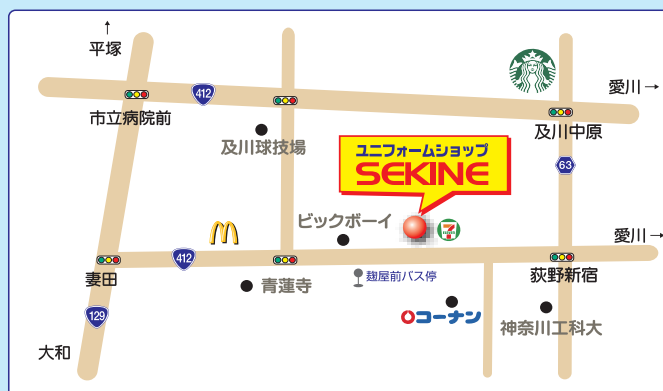 ↑
平塚
412
市立病院前
及川球技場
愛川→
及川中原
63
ユニフォームショップ
SEKINE
ビックボーイ
7
ELEVEN
愛川→
412
妻田
青蓮寺
麹屋前バス停
荻野新宿
129
コーナン
神奈川工科大
大和